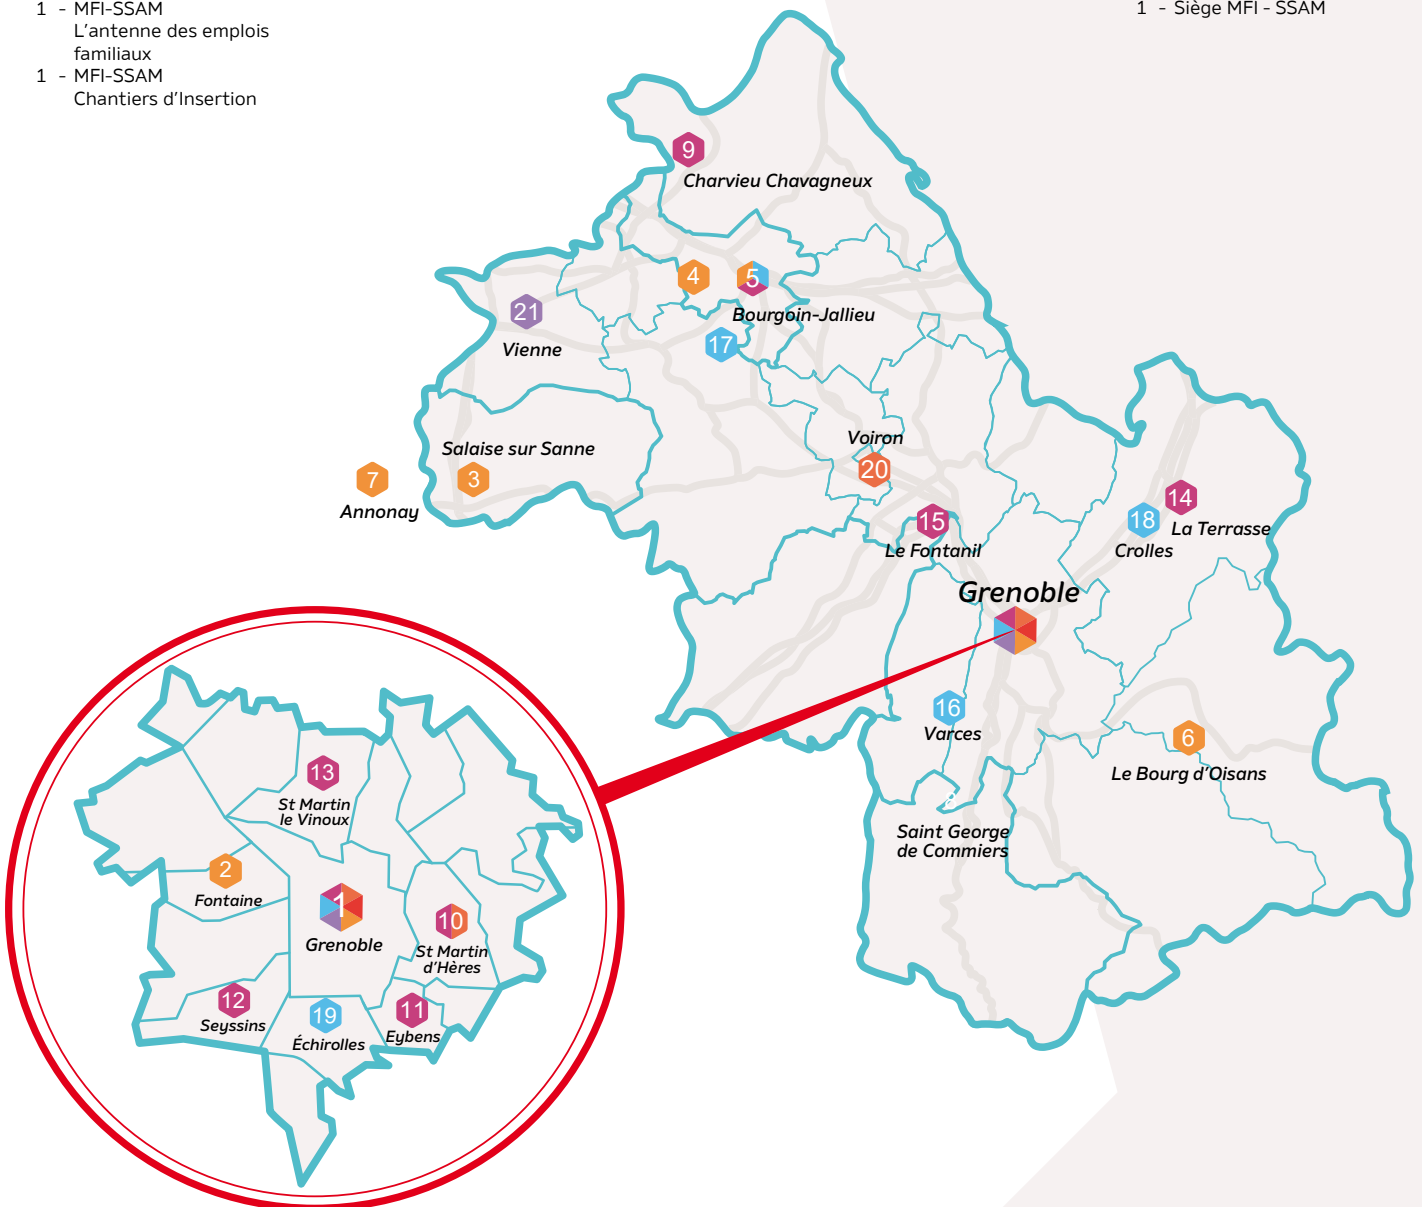 1 - MFI-SSAM
L’antenne des emplois
familiaux
1 - MFI-SSAM
Chantiers d’Insertion
1 - Siège MFI - SSAM
9
Charvieu Chavagneux
4
5
Bourgoin-Jallieu
21
Vienne
17
Voiron
20
Salaise sur Sanne
7
3
Annonay
14
15
18
La Terrasse
Le Fontanil
Crolles
Grenoble
16
Varces
6
Le Bourg d’Oisans
8
Saint George
de Commiers
13
St Martin
le Vinoux
2
Fontaine
1
Grenoble
10
St Martin
d’Hères
12
Seyssins
19
Échirolles
11
Eybens